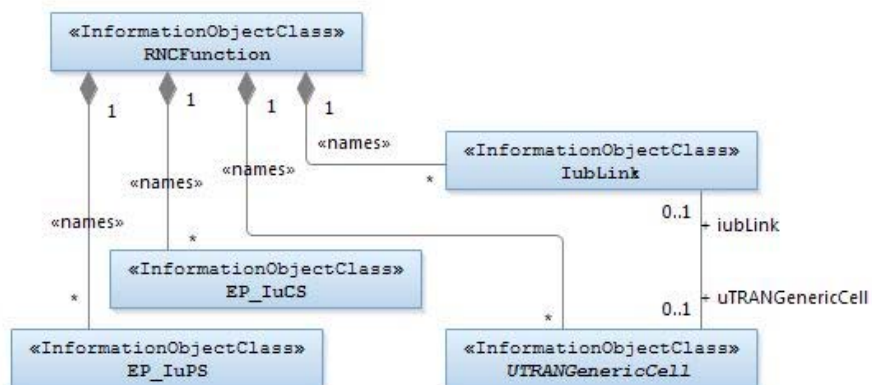 «InformationObjectClass»
RNCFunction
1
1
1
1
«names»
«names»
«names»
«names»
*
«InformationObjectClass»
IubLink
0..1
+ iubLink
*
«InformationObjectClass»
EP_IuCS
*
*
0..1
+ uTRANGenericCell
«InformationObjectClass»
EP_IuPS
«InformationObjectClass»
UTRANGenericCell